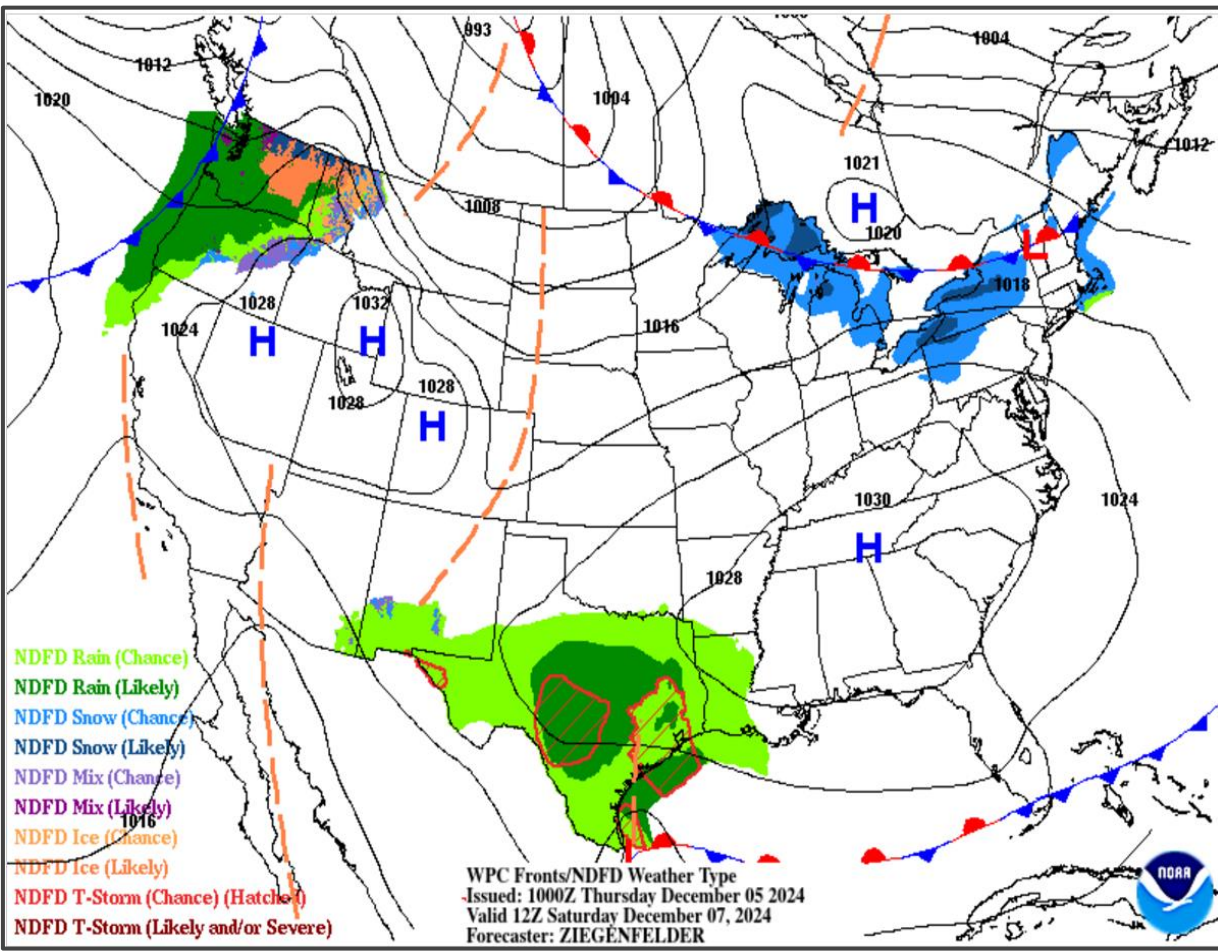 993
1004
1004
1012
1020
1004
1012
1021
H
1020
1008
1028
1032
1018
L
1024
H
H
1016
1028
1028
H
1030
1024
H
1028
NDFD Rain (Chance)
NDFD Rain (Likely)
NDFD Snow (Chance)
NDFD Snow (Likely)
NDFD Mix (Chance)
NDFD Mix (Likely)
1016
NDFD Ice (Chance)
NDFD Ice (Likely)
NDFD T-Storm (Chance) (Hatched)
NDFD T-Storm (Likely and/or Severe)
L
WPC Fronts/NDFD Weather Type
Issued: 1000Z Thursday December 05 2024
Valid 12Z Saturday December 07, 2024
Forecaster: ZIEGENFELDER
NOAA